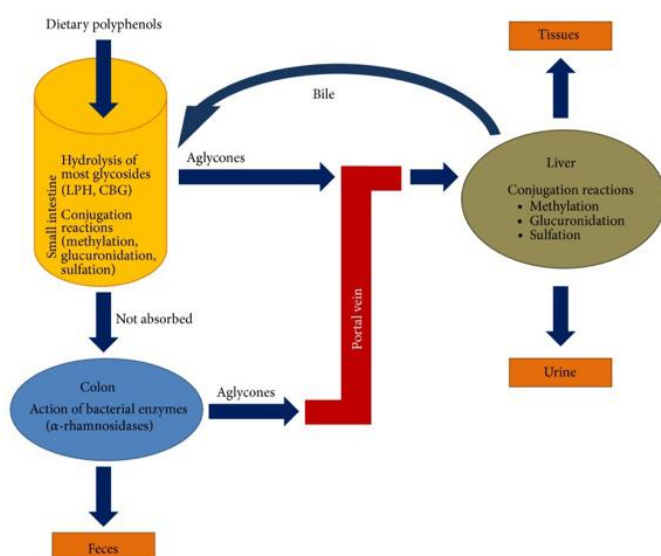 Dietary polyphenols
Tissues
Bile
Small intestine
Hydrolysis of
most glycosides
(LPH, CBG)
Conjugation
reactions
(methylation,
glucuronidation,
sulfation)
Aglycones
Liver
Conjugation reactions
• Methylation
• Glucuronidation
• Sulfation
Portal vein
Not absorbed
Colon
Action of bacterial enzymes
(α-rhamnosidases)
Aglycones
Urine
Feces